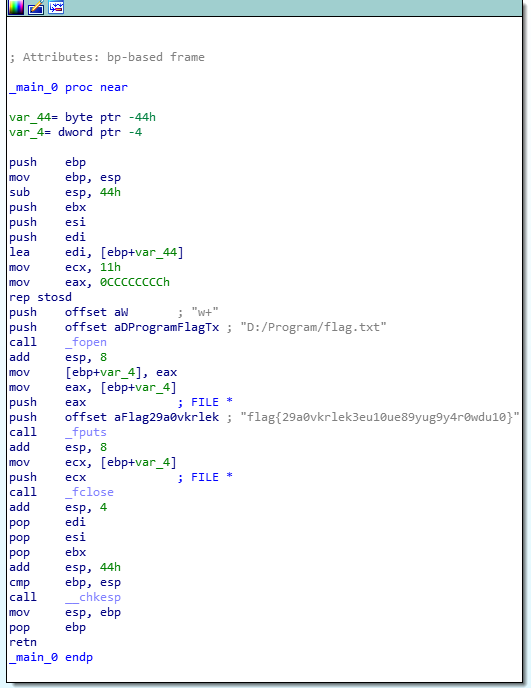 ; Attributes: bp-based frame
_main_0 proc near
var_44= byte ptr -44h
var_4= dword ptr -4
push ebp
mov ebp, esp
sub esp, 44h
push ebx
push esi
push edi
lea edi, [ebp+var_44]
mov ecx, 11h
mov eax, 0CCCCCCCCh
rep stosd
push offset aW ; "w+"
push offset aDProgramFlagTx ; "D:/Program/flag.txt"
call _fopen
add esp, 8
mov [ebp+var_4], eax
mov eax, [ebp+var_4]
push eax ; FILE *
push offset aFlag29a0vkrlek ; "flag{29a0vkrlek3eu10ue89yug9y4r0wdu10}"
call _fputs
add esp, 8
mov ecx, [ebp+var_4]
push ecx ; FILE *
call _fclose
add esp, 4
pop edi
pop esi
pop ebx
add esp, 44h
cmp ebp, esp
call __chkesp
mov esp, ebp
pop ebp
retn
_main_0 endp